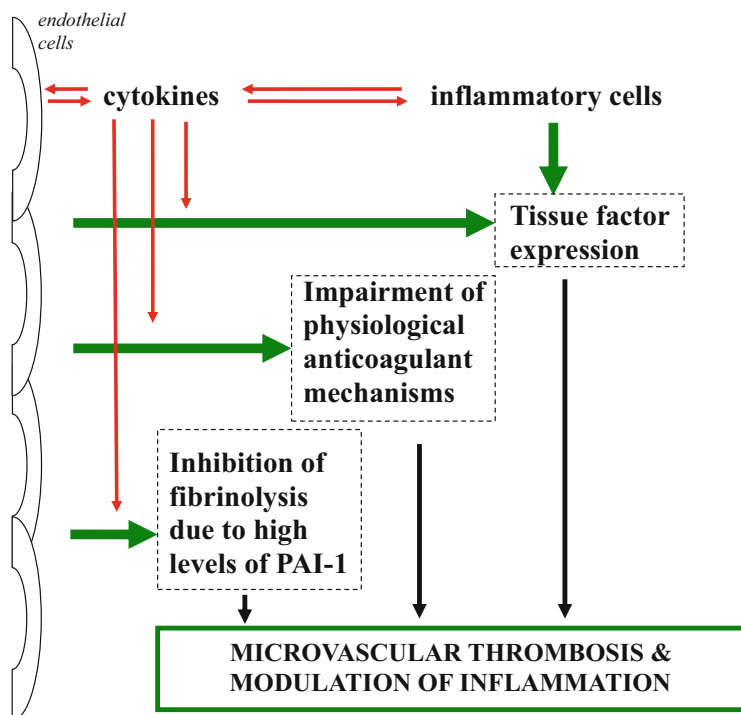 endothelial
cells
cytokines
inflammatory cells
Tissue factor
expression
Impairment of
physiological
anticoagulant
mechanisms
Inhibition of
fibrinolysis
due to high
levels of PAI-1
MICROVASCULAR THROMBOSIS &
MODULATION OF INFLAMMATION